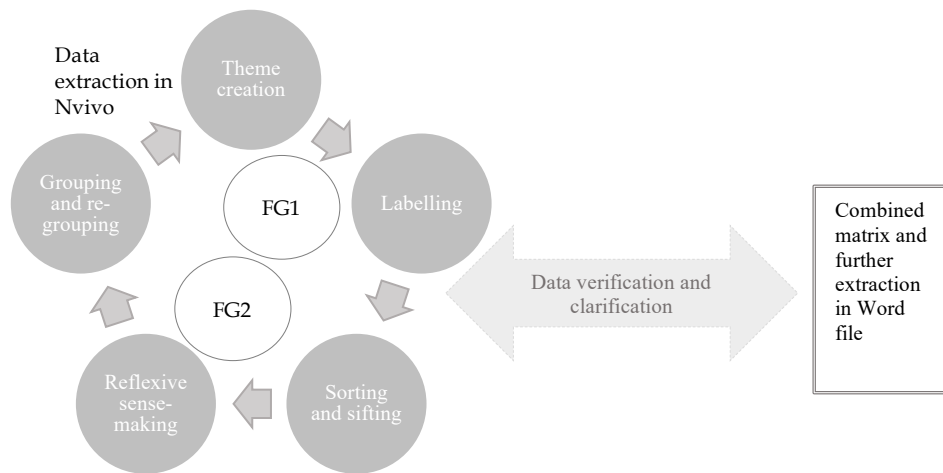 Data
extraction in
Nvivo
Theme
creation
Grouping
and re-
grouping
FG1
Labelling
FG2
Reflexive
sense-
making
Sorting
and sifting
Data verification and
clarification
Combined
matrix and
further
extraction
in Word
file